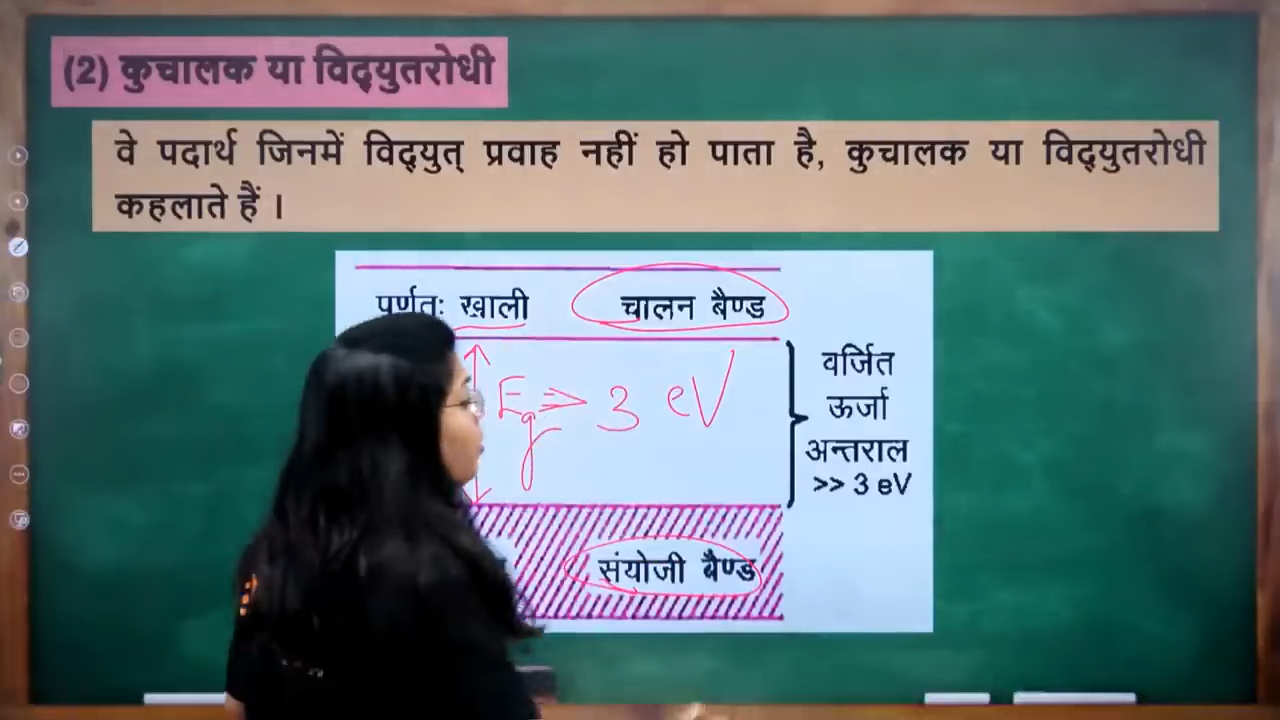 (2) कुचालक या विद्युतरोधी
वे पदार्थ जिनमें विद्युत् प्रवाह नहीं हो पाता है, कुचालक या विद्युतरोधी
कहलाते हैं ।
पूर्णतः खाली चालन बैण्ड
Eg >> 3 eV
वर्जित
ऊर्जा
अन्तराल
>> 3 eV
संयोजी बैण्ड